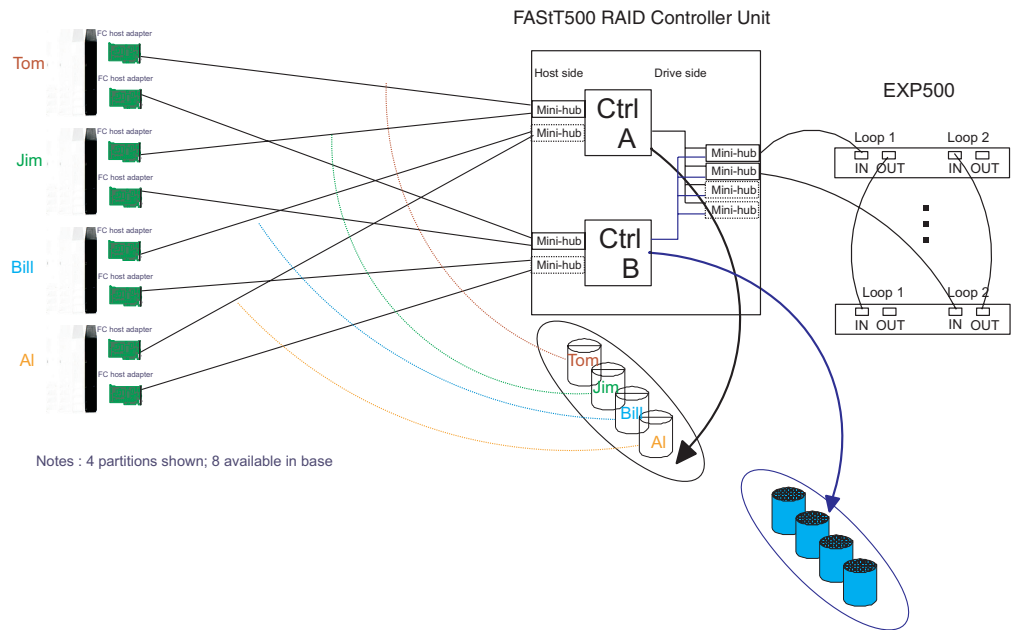 FAStT500 RAID Controller Unit
FC host adapter
Tom
FC host adapter
FC host adapter
Jim
FC host adapter
FC host adapter
Bill
FC host adapter
FC host adapter
Al
FC host adapter
Host side
Drive side
Mini-hub
Mini-hub
Ctrl
A
Mini-hub
Mini-hub
Mini-hub
Mini-hub
Mini-hub
Mini-hub
Ctrl
B
EXP500
Loop 1
Loop 2
IN OUT
IN OUT
Loop 1
Loop 2
IN OUT
IN OUT
Tom
Jim
Bill
Al
Notes : 4 partitions shown; 8 available in base